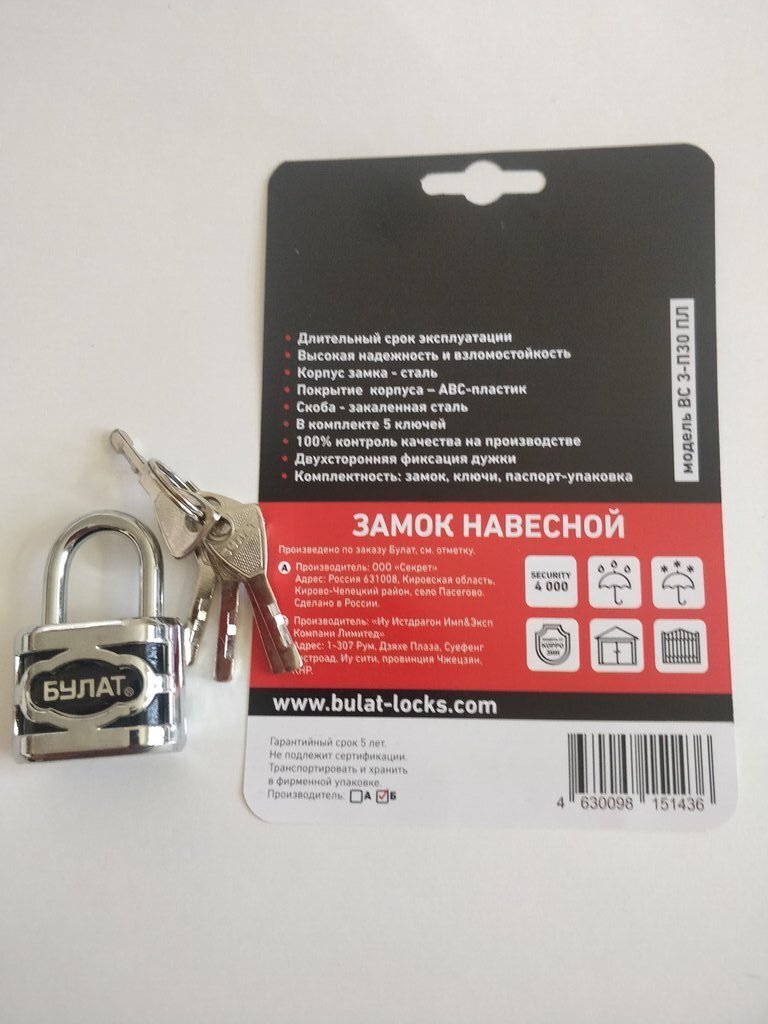 Длительный срок эксплуатации
Высокая надежность и взломостойкость
Корпус замка - сталь
Покрытие корпуса – АВС-пластик
Скоба - закаленная сталь
В комплекте 5 ключей
100% контроль качества на производстве
Двухсторонняя фиксация дужки
Комплектность: замок, ключи, паспорт-упаковка
модель ВС 3-П30 ПЛ
ЗАМОК НАВЕСНОЙ
Произведено по заказу Булат, см. отметку.
А Производитель: ООО «Секрет»
Адрес: Россия 631008, Кировская область,
Кирово-Чепецкий район, село Пасегово.
Сделано в России.
Производитель: «Иу Истдрагон Имп&Эксп
Компани Лимитед»
Адрес: 1-307 Рум, Дзяхе Плаза, Суефенг
Иу сити, провинция Чжецзян,
КНР.
SECURITY
4 000
www.bulat-locks.com
Гарантийный срок 5 лет.
Не подлежит сертификации.
Транспортировать и хранить
в фирменной упаковке.
Производитель: А Б
4 630098 151436
БУЛАТ®